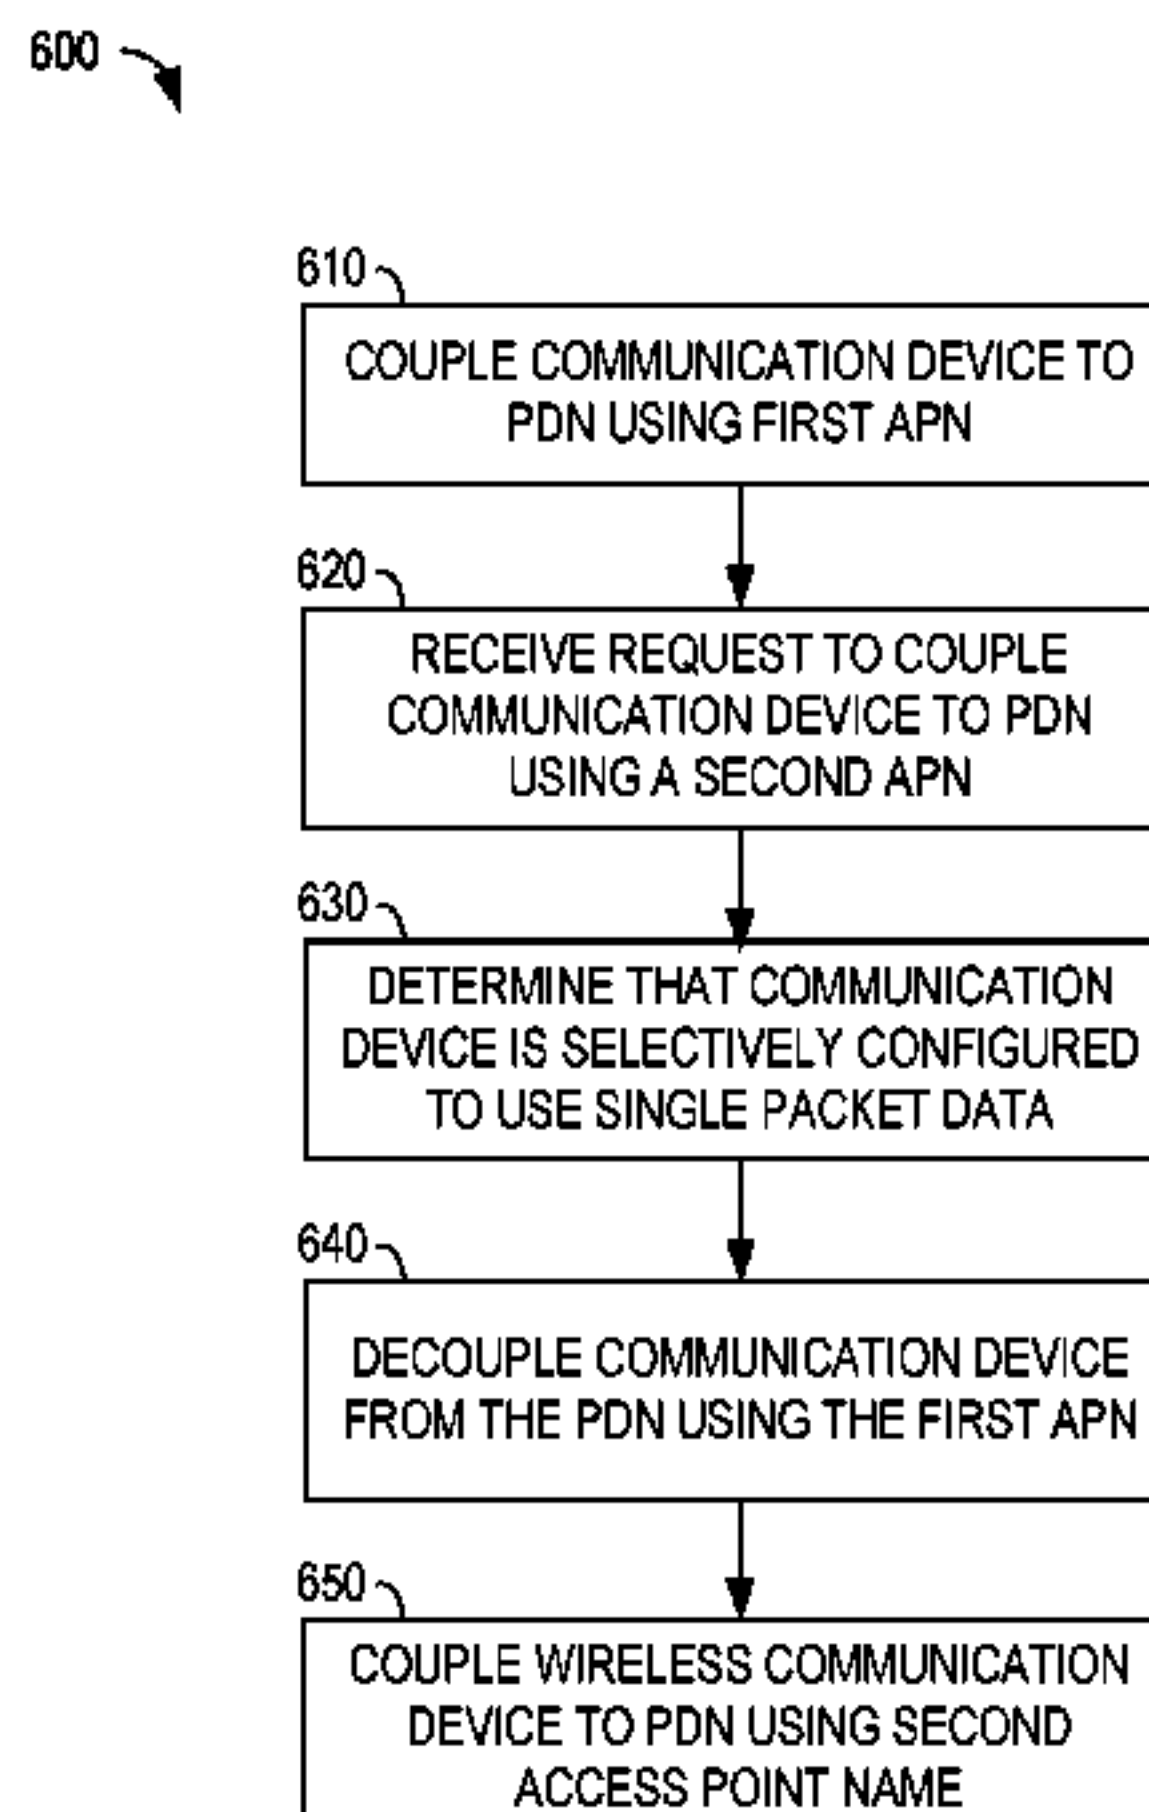 600
610
COUPLE COMMUNICATION DEVICE TO
PDN USING FIRST APN
620
RECEIVE REQUEST TO COUPLE
COMMUNICATION DEVICE TO PDN
USING A SECOND APN
630
DETERMINE THAT COMMUNICATION
DEVICE IS SELECTIVELY CONFIGURED
TO USE SINGLE PACKET DATA
640
DECOUPLE COMMUNICATION DEVICE
FROM THE PDN USING THE FIRST APN
650
COUPLE WIRELESS COMMUNICATION
DEVICE TO PDN USING SECOND
ACCESS POINT NAME